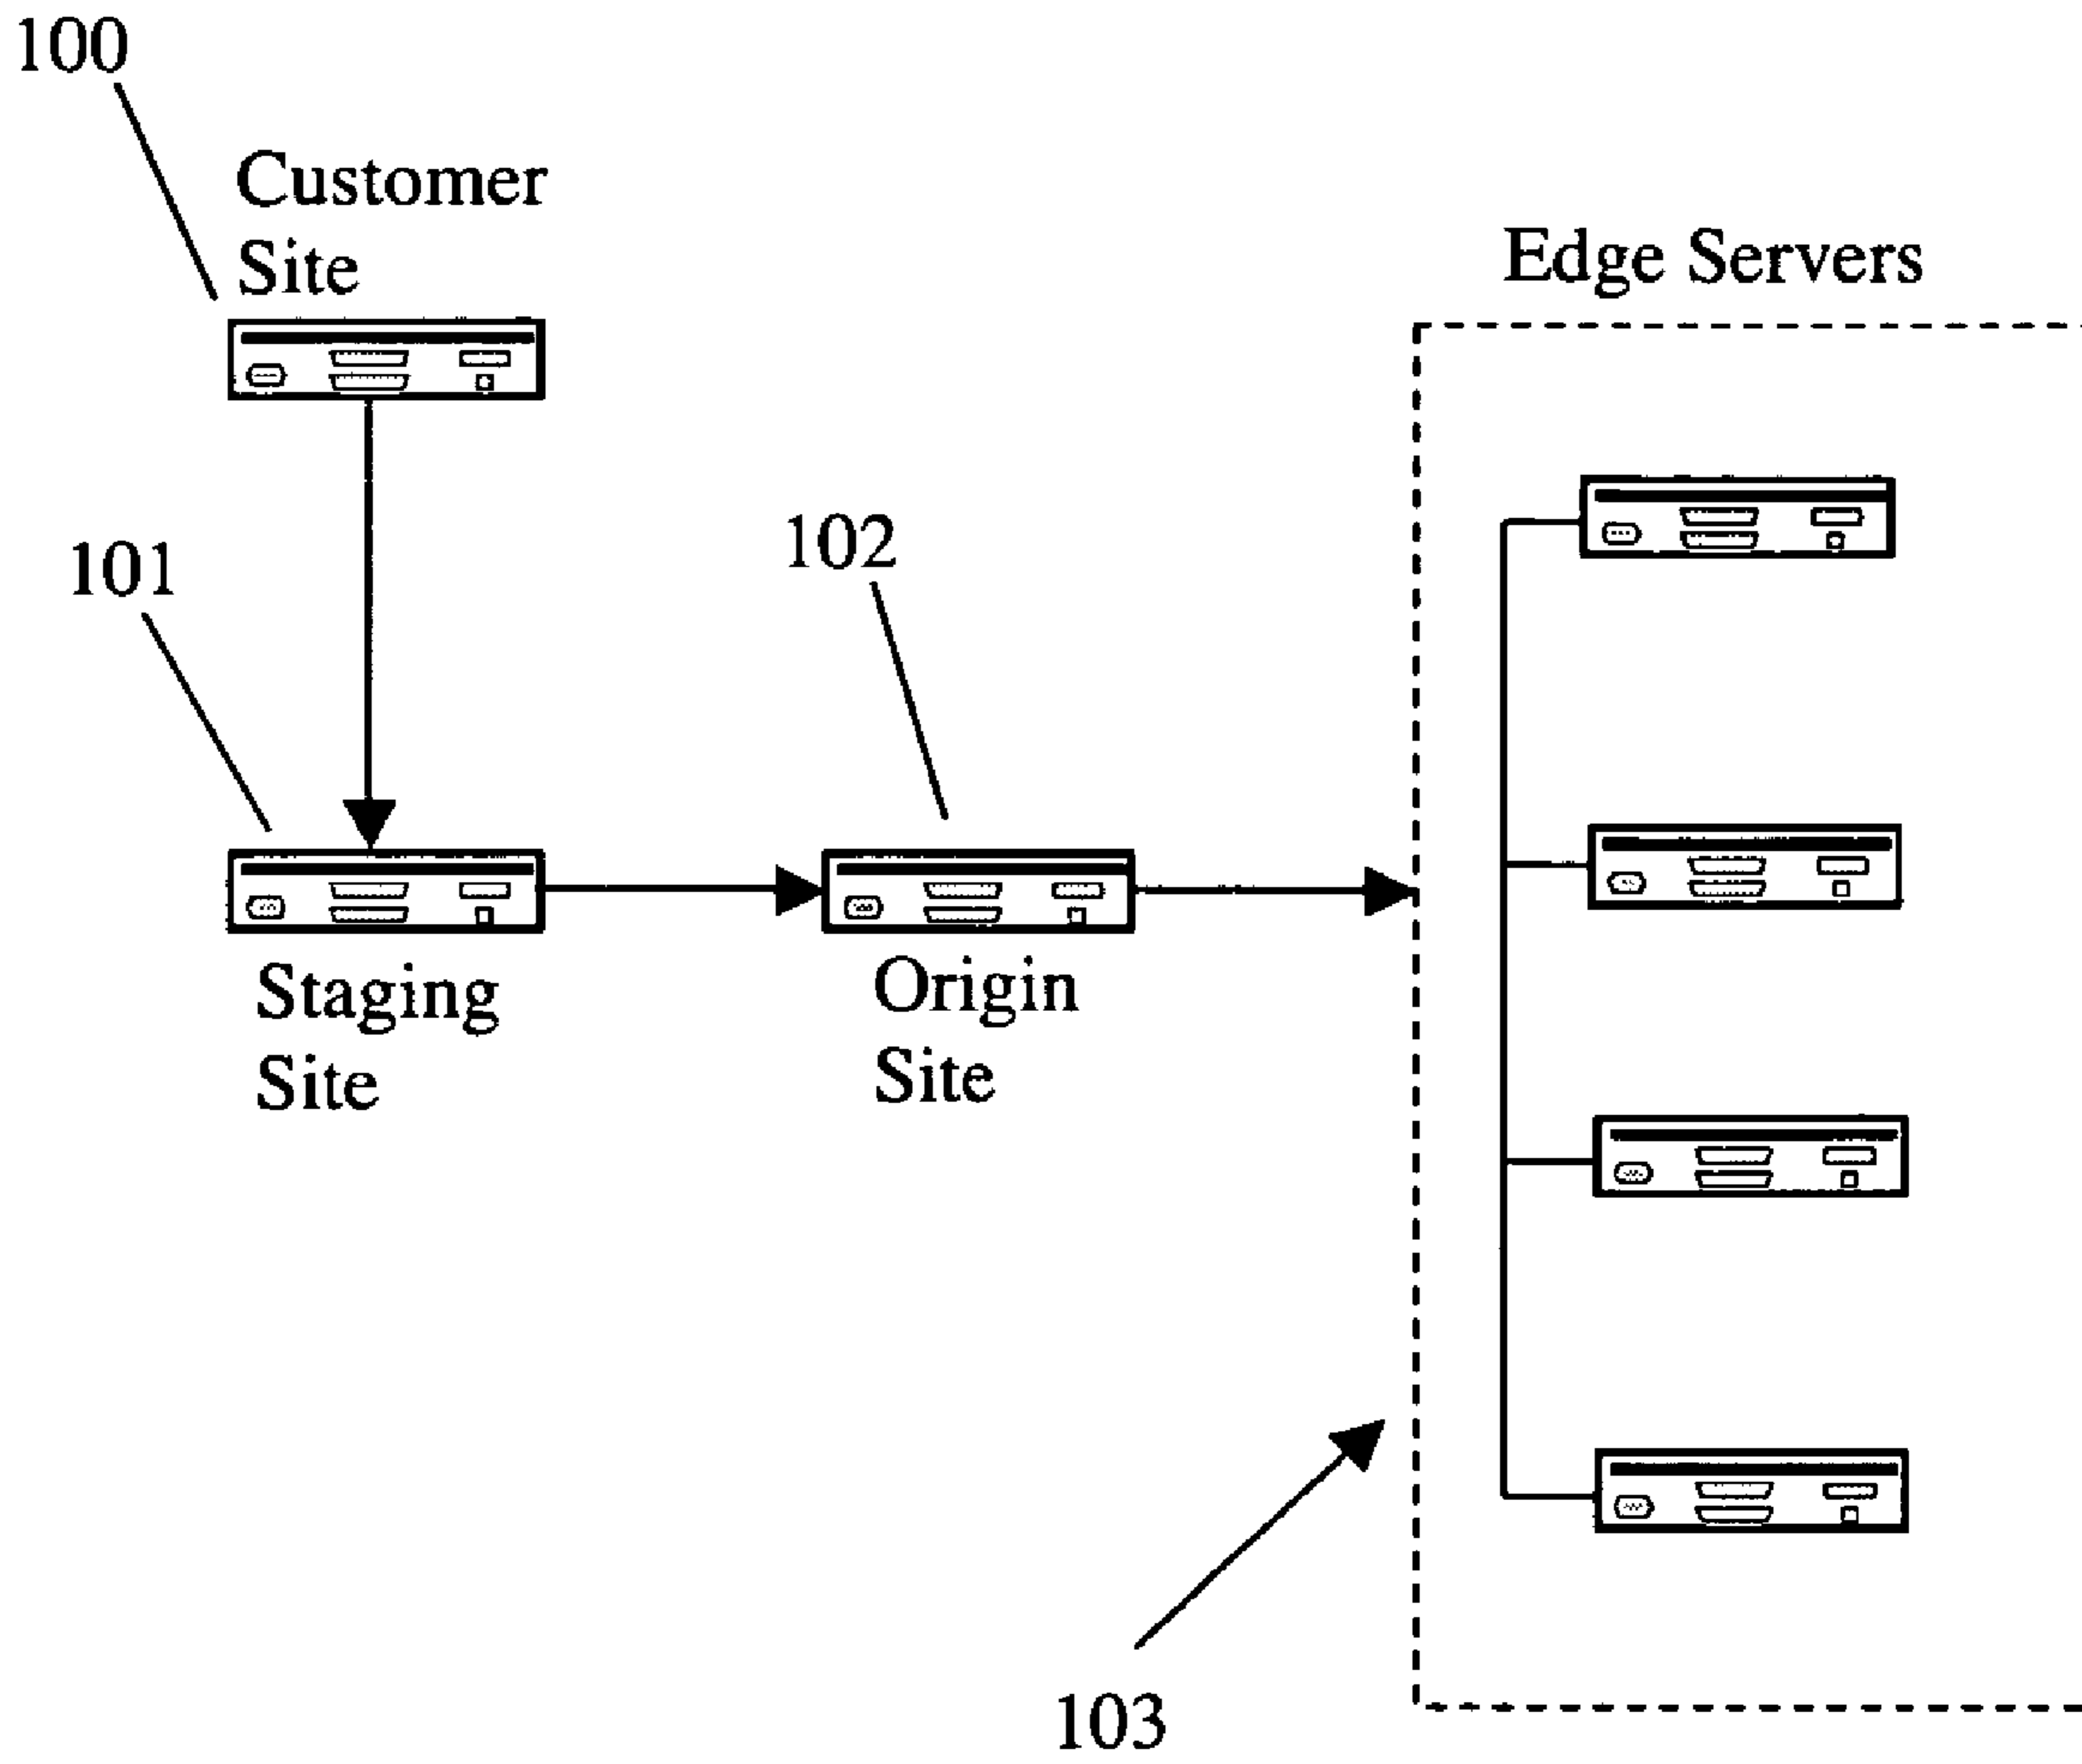 100
Customer
Site
Edge Servers
101
102
Staging
Site
Origin
Site
103